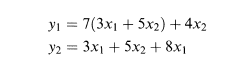 y₁ = 7(3x₁ + 5x₂) + 4x₂
y₂ = 3x₁ + 5x₂ + 8x₁